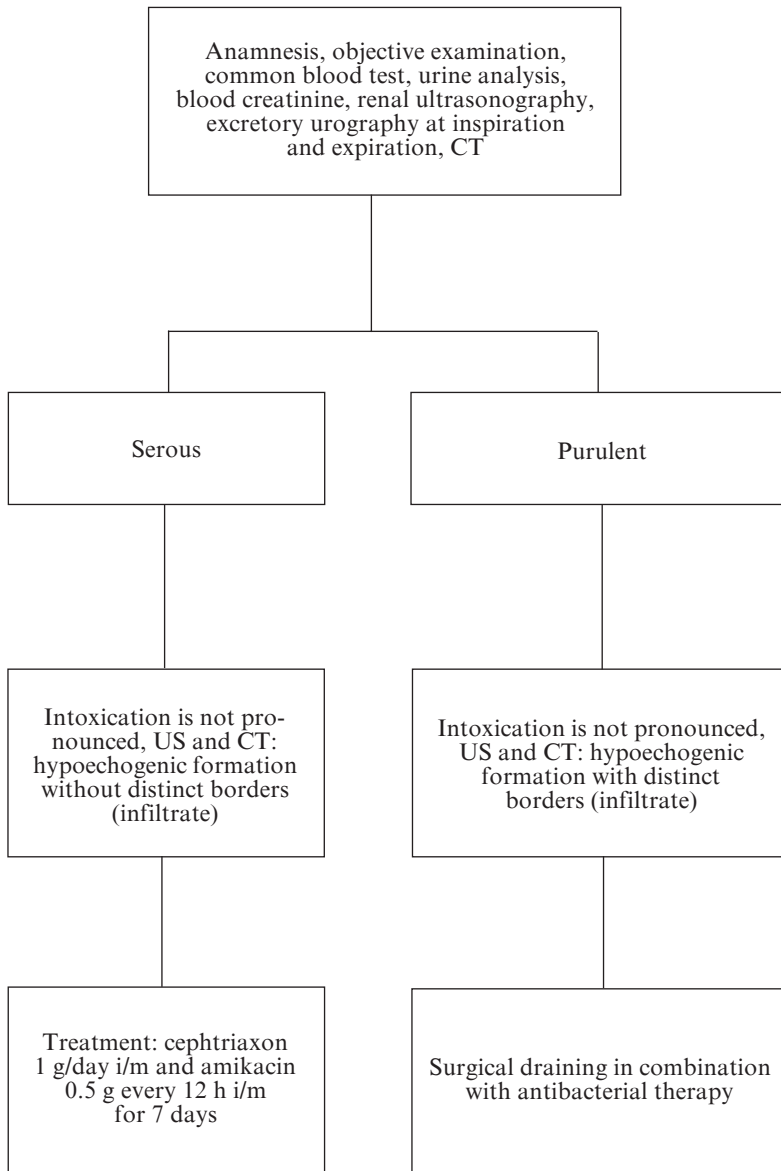 Anamnesis, objective examination,
common blood test, urine analysis,
blood creatinine, renal ultrasonography,
excretory urography at inspiration
and expiration, CT
Serous
Purulent
Intoxication is not pro-
nounced, US and CT:
hypoechogenic formation
without distinct borders
(infiltrate)
Intoxication is not pronounced,
US and CT: hypoechogenic
formation with distinct
borders (infiltrate)
Treatment: cephtriaxon
1 g/day i/m and amikacin
0.5 g every 12 h i/m
for 7 days
Surgical draining in combination
with antibacterial therapy